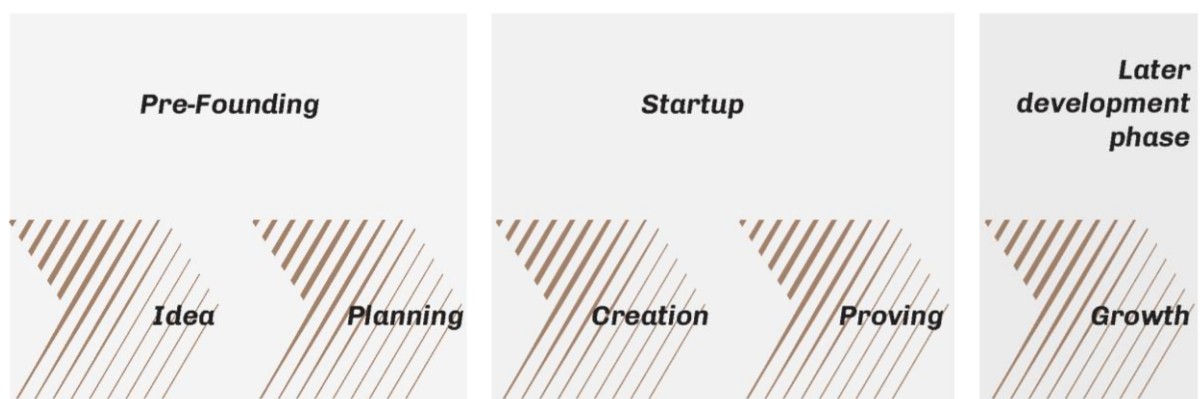 Pre-Founding
Startup
Later
development
phase
Idea
Planning
Creation
Proving
Growth